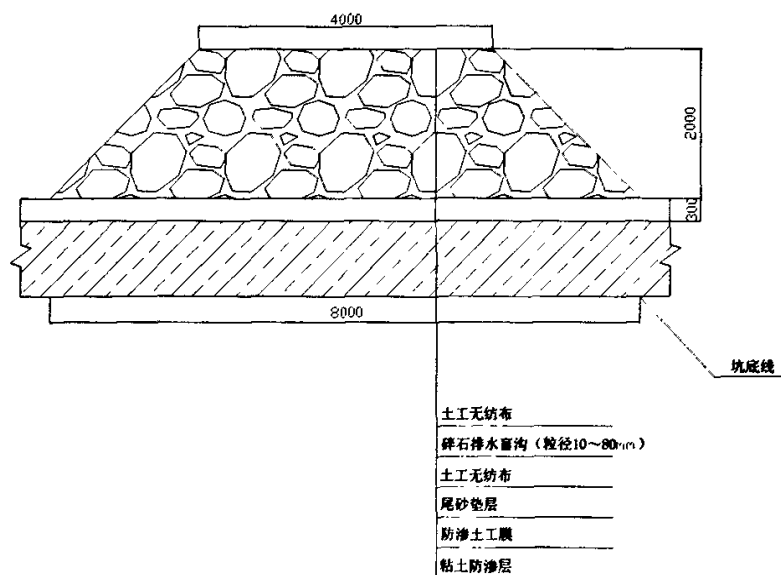 4000
2000
300
8000
坑底线
土工无纺布
碎石排水盲沟（粒径10～80mm）
土工无纺布
尾砂垫层
防渗土工膜
粘土防渗层